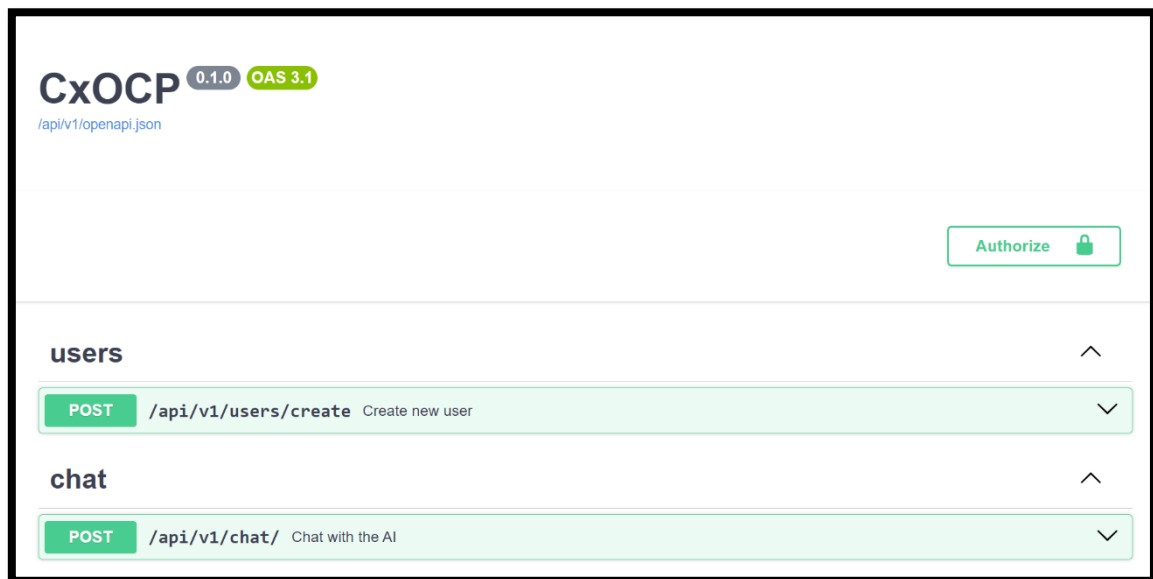 CxOCP 0.1.0 OAS 3.1
/api/v1/openapi.json
Authorize
users
POST /api/v1/users/create Create new user
chat
POST /api/v1/chat/ Chat with the AI